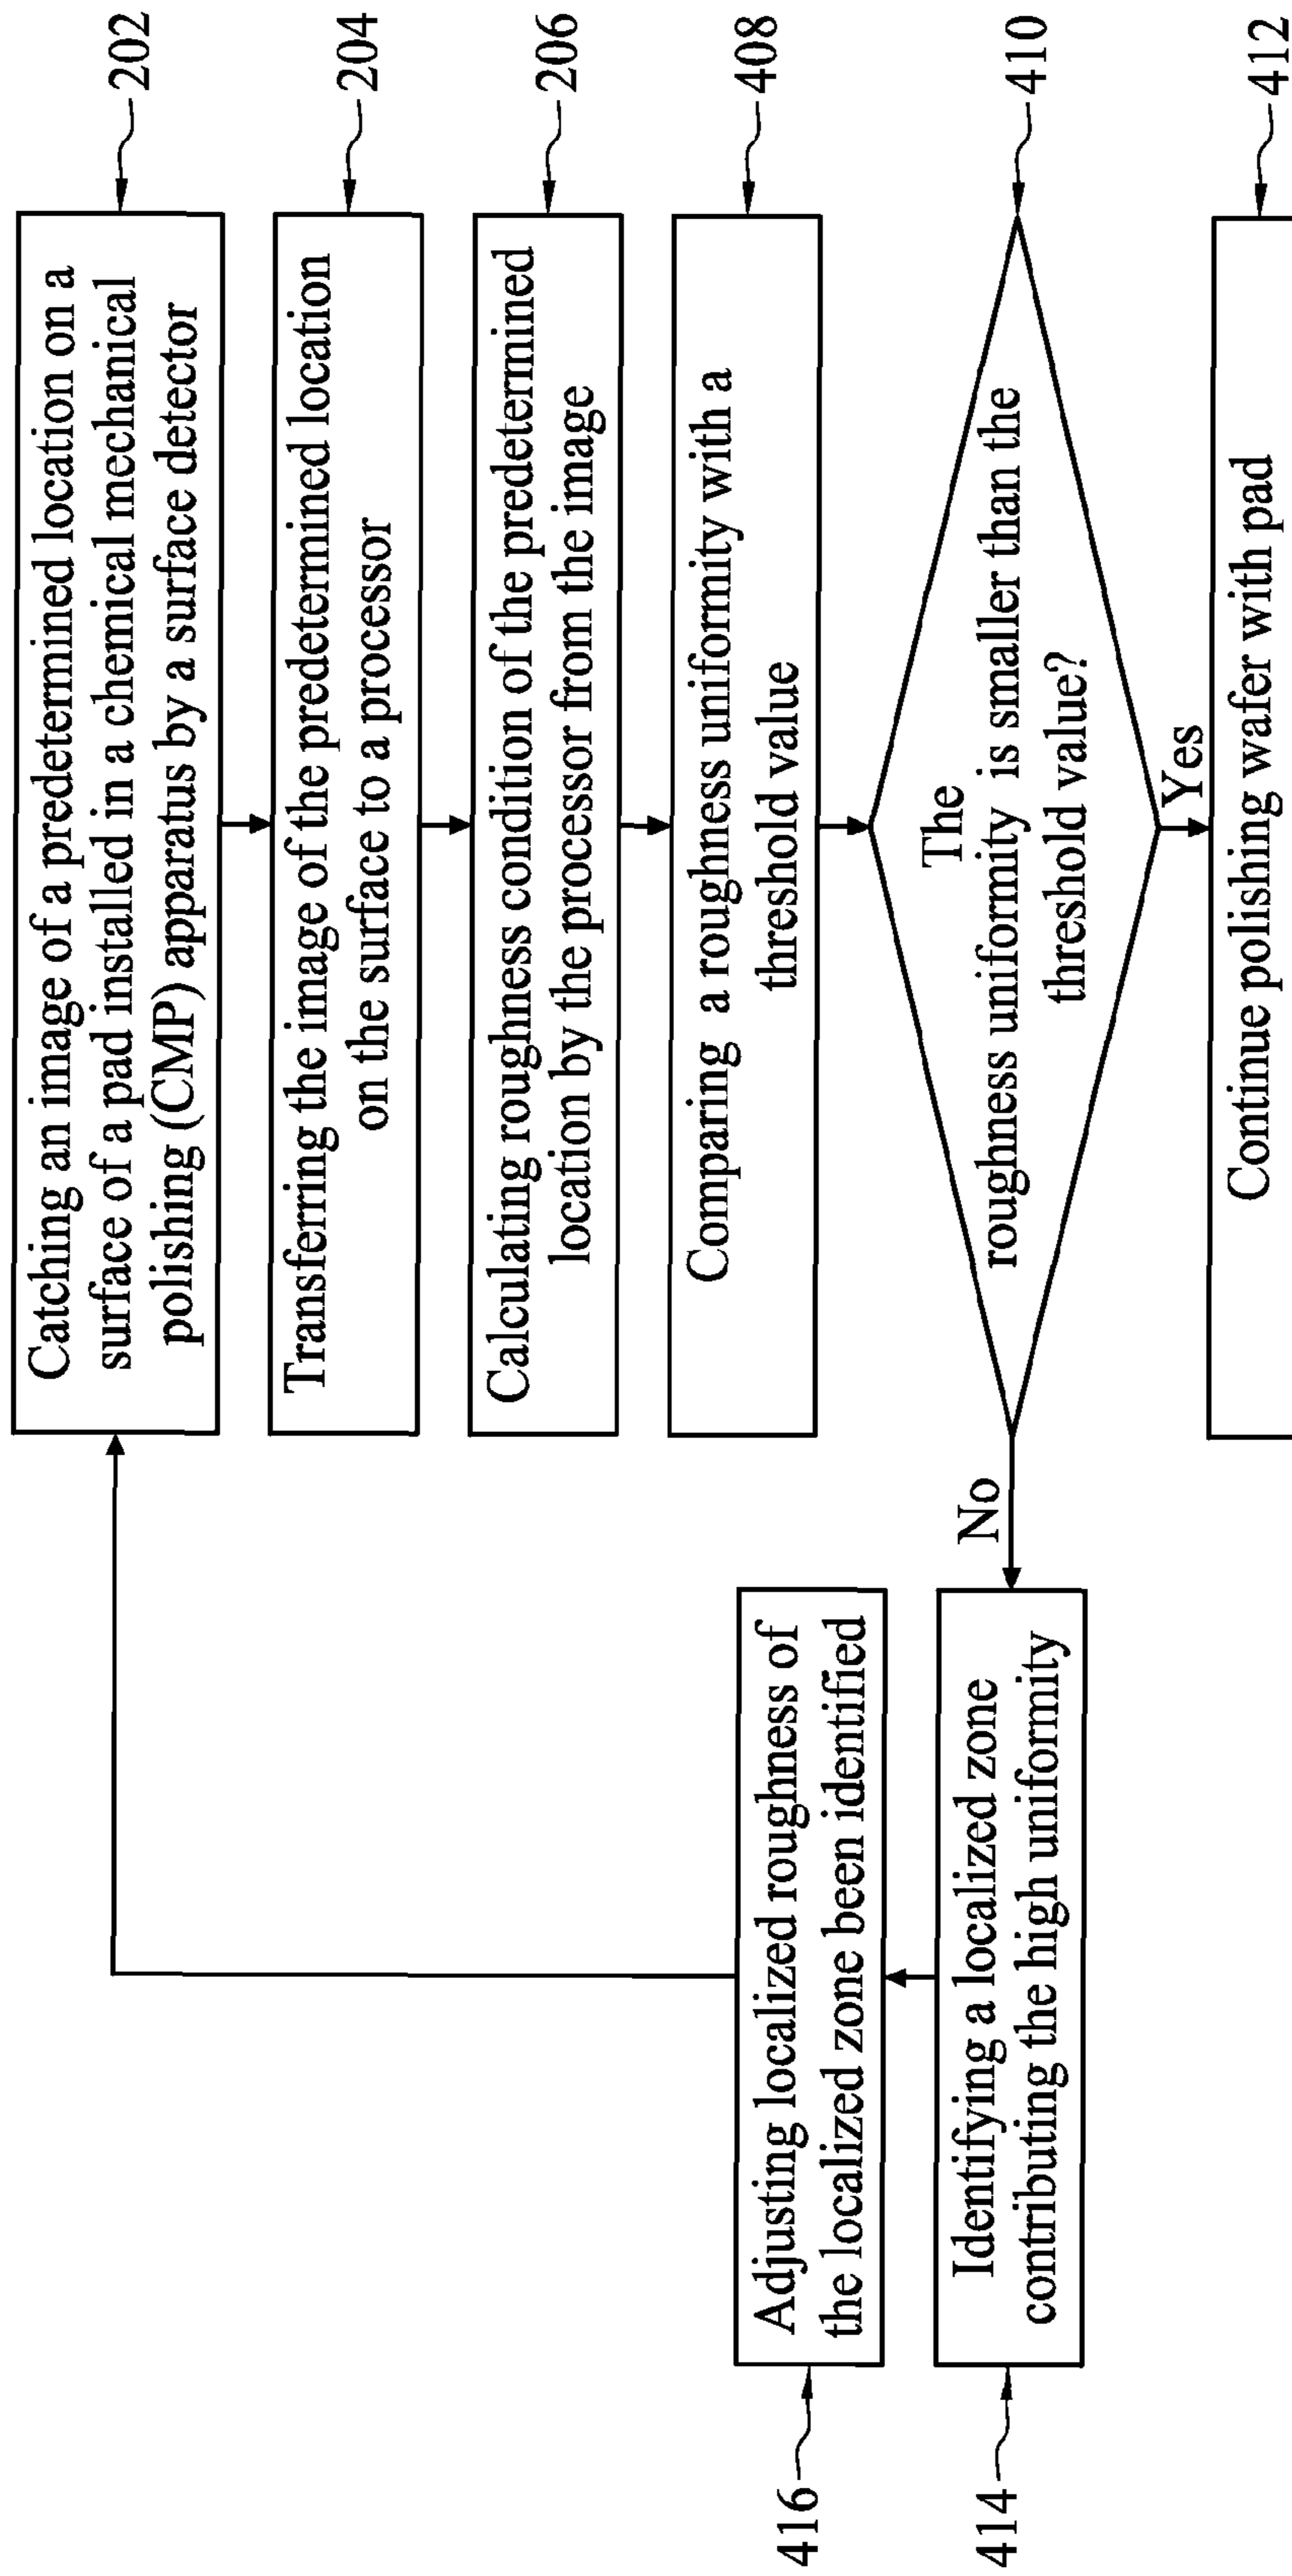 Catching an image of a predetermined location on a
surface of a pad installed in a chemical mechanical
polishing (CMP) apparatus by a surface detector
202
Transferring the image of the predetermined location
on the surface to a processor
204
Calculating roughness condition of the predetermined
location by the processor from the image
206
Comparing a roughness uniformity with a
threshold value
408
The
roughness uniformity is smaller than the
threshold value?
410
Yes
Continue polishing wafer with pad
412
No
Identifying a localized zone
contributing the high uniformity
414
Adjusting localized roughness of
the localized zone been identified
416